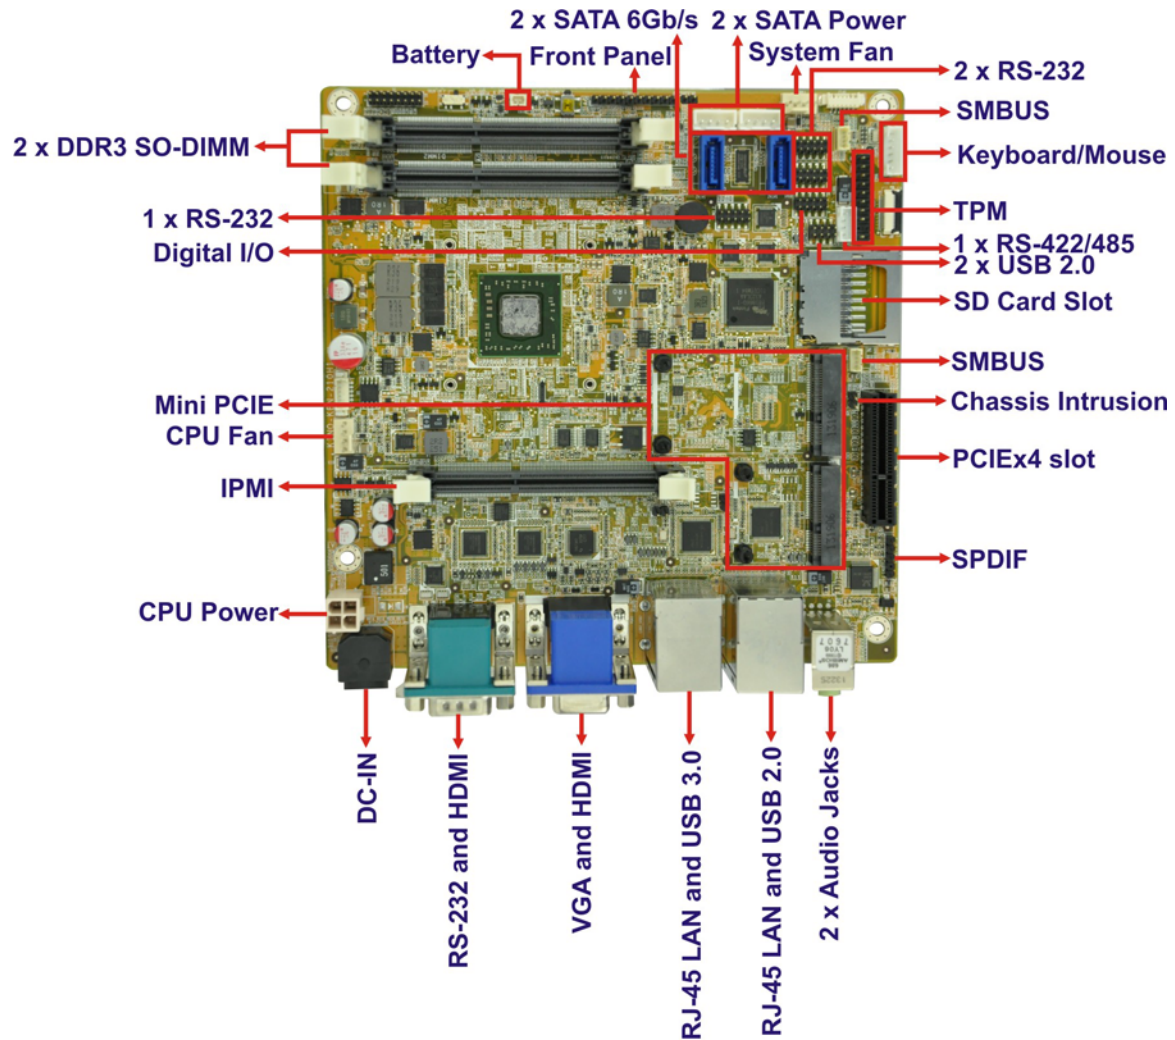 2 x SATA 6Gb/s
2 x SATA Power
Battery
Front Panel
System Fan
2 x RS-232
SMBUS
2 x DDR3 SO-DIMM
Keyboard/Mouse
1 x RS-232
TPM
Digital I/O
1 x RS-422/485
2 x USB 2.0
SD Card Slot
SMBUS
Mini PCIE
Chassis Intrusion
CPU Fan
PCIEx4 slot
IPMI
SPDIF
CPU Power
DC-IN
RS-232 and HDMI
VGA and HDMI
RJ-45 LAN and USB 3.0
RJ-45 LAN and USB 2.0
2 x Audio Jacks